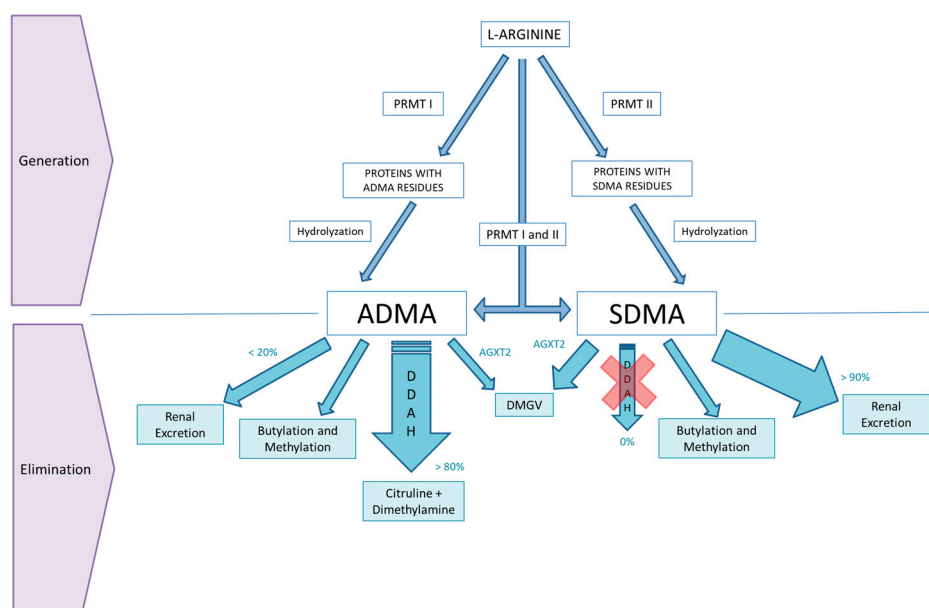 L-ARGININE
PRMT I
PRMT II
Generation
PROTEINS WITH
ADMA RESIDUES
PROTEINS WITH
SDMA RESIDUES
Hydrolyzation
PRMT I and II
Hydrolyzation
ADMA
SDMA
< 20%
AGXT2
AGXT2
DDAH
DDAH
> 90%
Renal
Excretion
Butylation and
Methylation
DMGV
0%
Butylation and
Methylation
Renal
Excretion
Elimination
> 80%
Citruline +
Dimethylamine